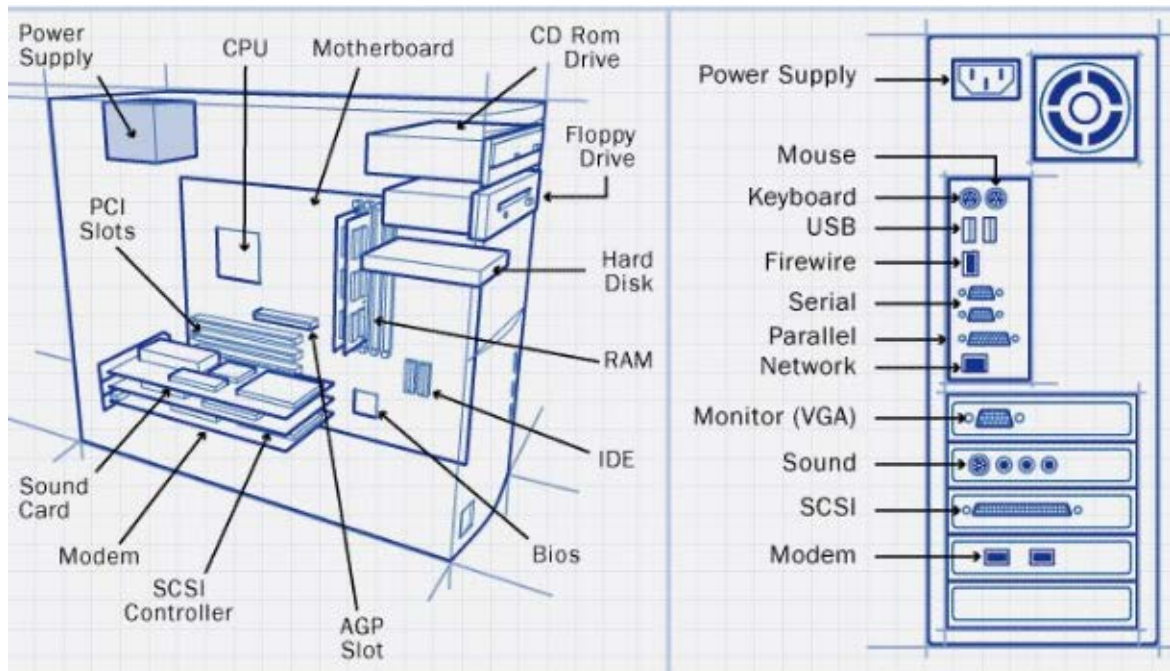 Power
Supply
CPU
Motherboard
CD Rom
Drive
Floppy
Drive
PCI
Slots
Hard
Disk
RAM
IDE
Sound
Card
Modem
SCSI
Controller
AGP
Slot
Bios
Power Supply
Mouse
Keyboard
USB
Firewire
Serial
Parallel
Network
Monitor (VGA)
Sound
SCSI
Modem